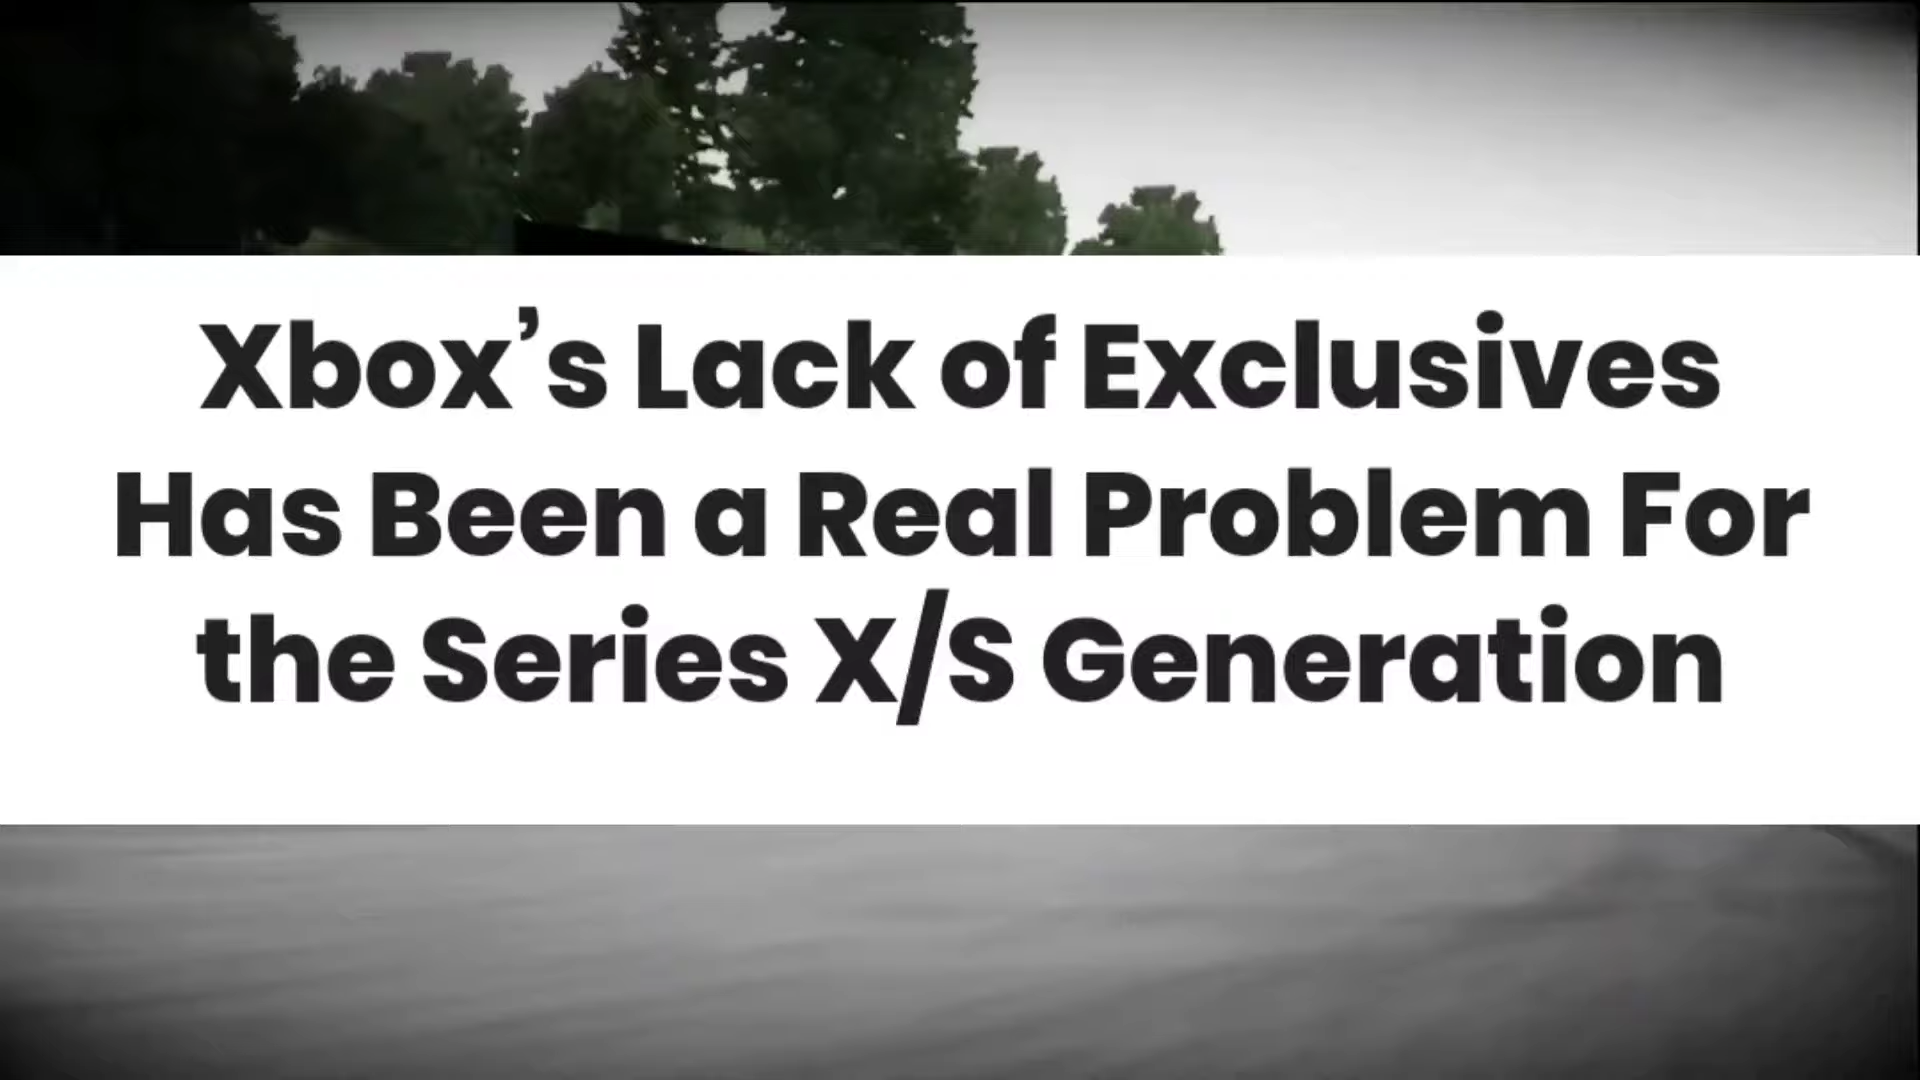 Xbox’s Lack of Exclusives
Has Been a Real Problem For
the Series X/S Generation